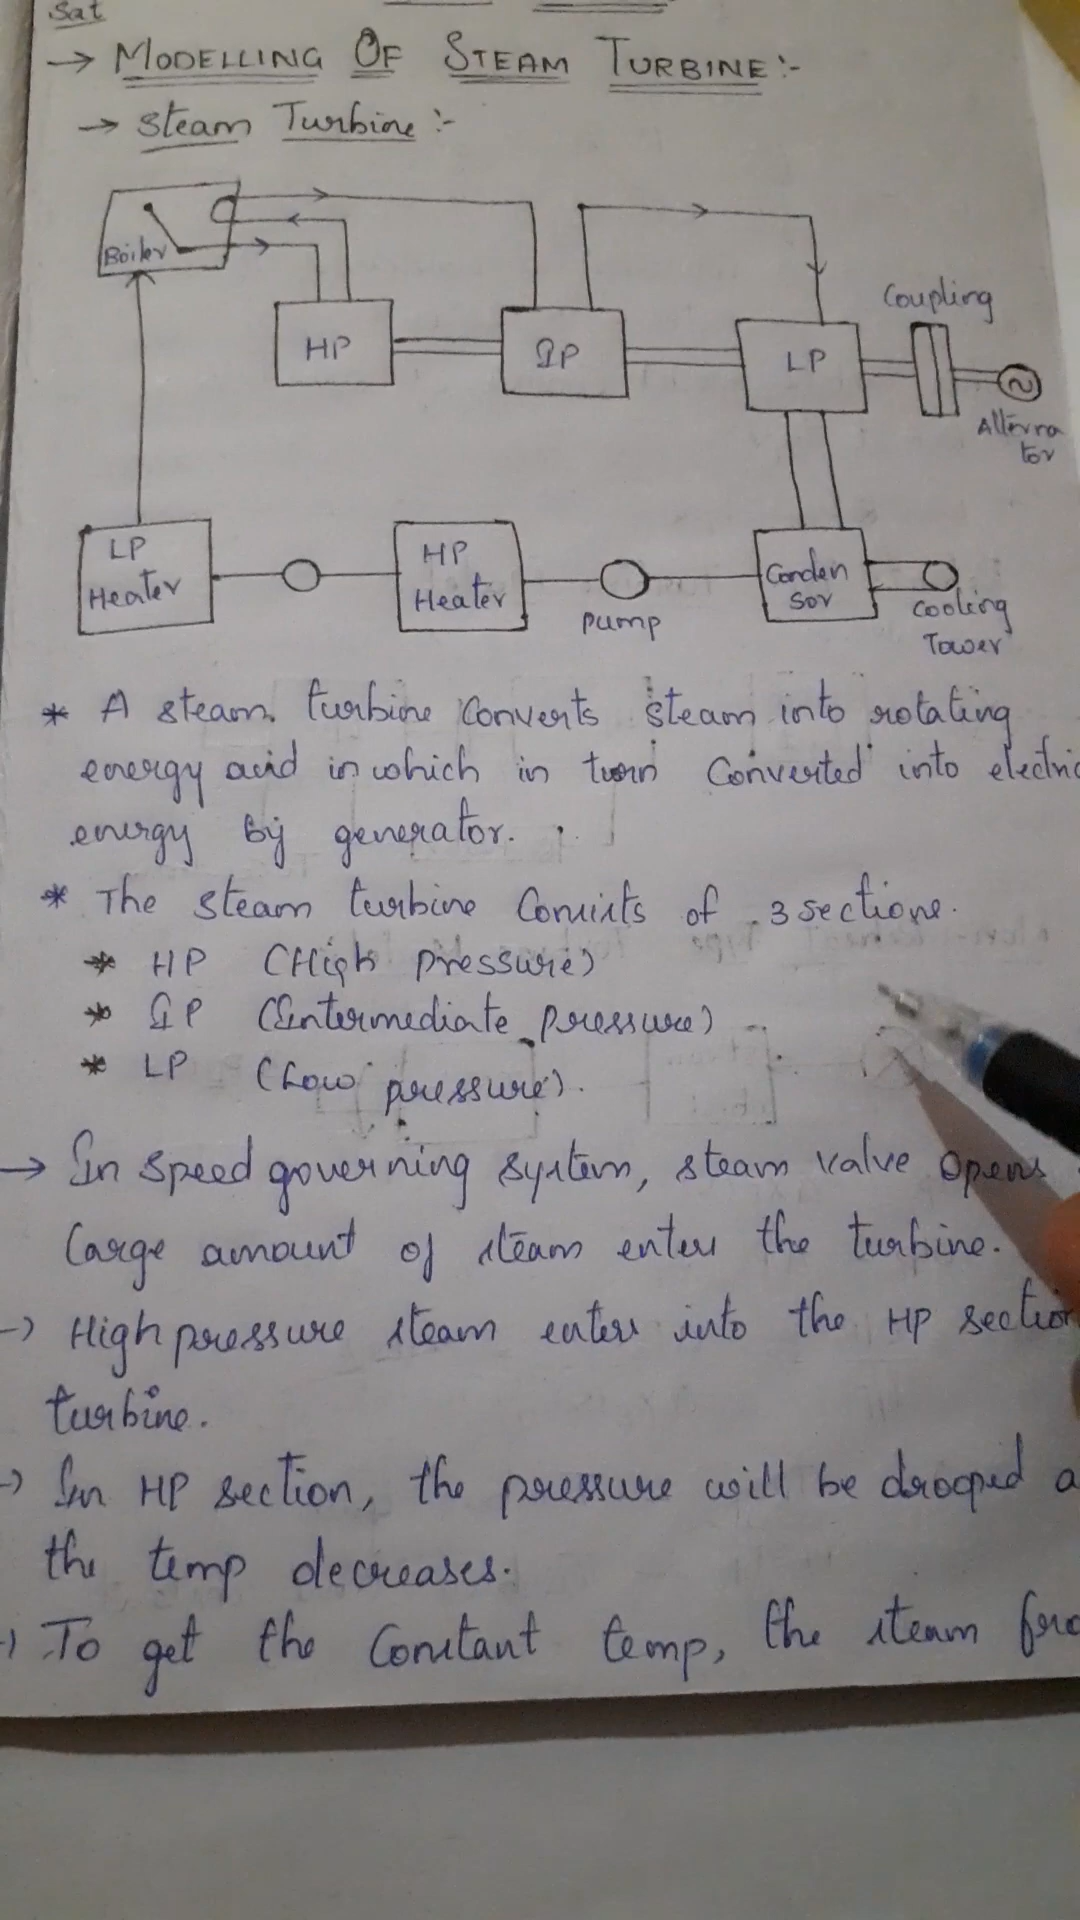 Sat
→ MODELLING OF STEAM TURBINE:-
→ Steam Turbine:-
Boiler
HP
IP
LP
Coupling
Alterna
tor
LP
Heater
HP
Heater
pump
Conden
sor
Cooling
Tower
* A steam turbine converts steam into rotating
energy and in which in turn converted into electric
energy by generator.
* The steam turbine consists of 3 sections.
* HP (High pressure)
* IP (Intermediate pressure)
* LP (Low pressure).
→ In speed governing system, steam valve opens
large amount of steam enters the turbine.
→ High pressure steam enters into the HP section
turbine.
→ In HP section, the pressure will be drooped a
the temp decreases.
→ To get the constant temp, the steam fro